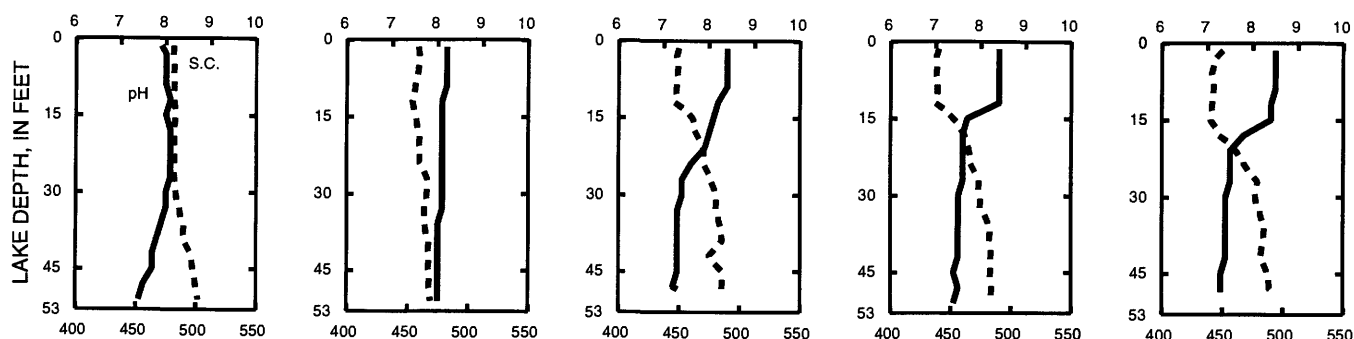 6 7 8 9 10 6 7 8 9 10 6 7 8 9 10 6 7 8 9 10 6 7 8 9 10
0 0 0 0 0
S.C.
pH
15 15 15 15 15
30 30 30 30 30
45 45 45 45 45
53 53 53 53 53
400 450 500 550 400 450 500 550 400 450 500 550 400 450 500 550 400 450 500 550
LAKE DEPTH, IN FEET